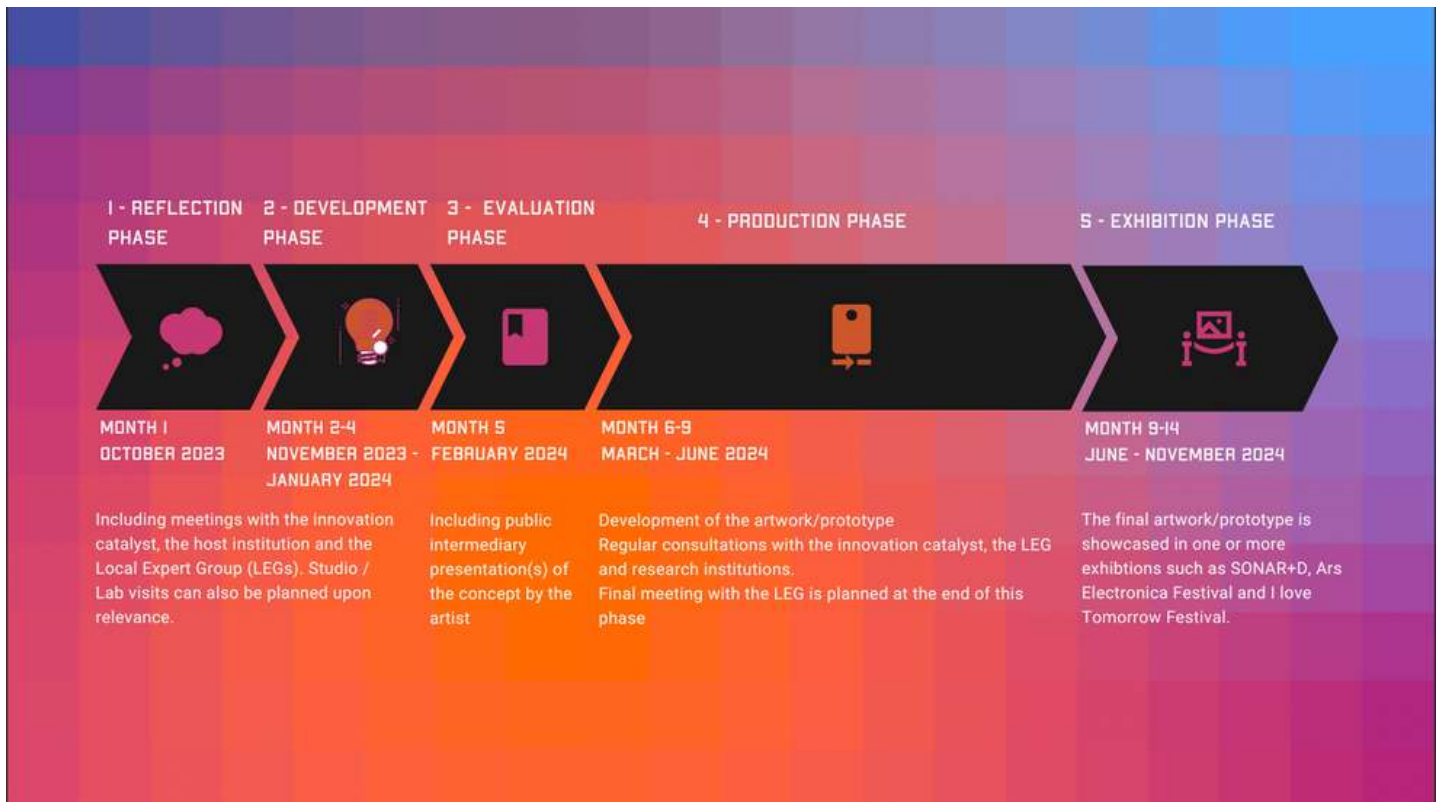 1 - REFLECTION
PHASE
2 - DEVELOPMENT
PHASE
3 - EVALUATION
PHASE
4 - PRODUCTION PHASE
5 - EXHIBITION PHASE
MONTH 1
OCTOBER 2023
MONTH 2-4
NOVEMBER 2023 -
JANUARY 2024
MONTH 5
FEBRUARY 2024
MONTH 6-9
MARCH - JUNE 2024
MONTH 9-14
JUNE - NOVEMBER 2024
Including meetings with the innovation
catalyst, the host institution and the
Local Expert Group (LEGs). Studio /
Lab visits can also be planned upon
relevance.
Including public
intermediary
presentation(s) of
the concept by the
artist
Development of the artwork/prototype
Regular consultations with the innovation catalyst, the LEG
and research institutions.
Final meeting with the LEG is planned at the end of this
phase
The final artwork/prototype is
showcased in one or more
exhibtions such as SONAR+D, Ars
Electronica Festival and I love
Tomorrow Festival.